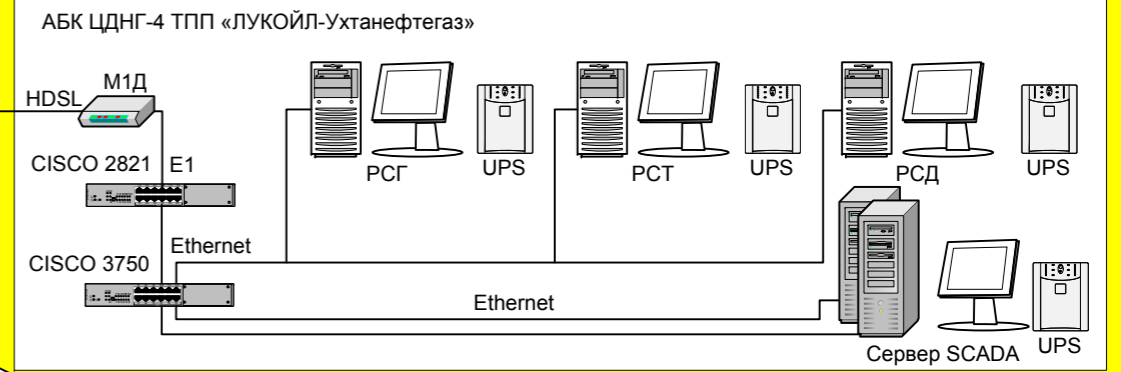 АБК ЦДНГ-4 ТПП «ЛУКОЙЛ-Ухтанефтегаз»
М1Д
HDSL
CISCO 2821
E1
РСГ
UPS
РСТ
UPS
РСД
UPS
Ethernet
CISCO 3750
Ethernet
Сервер SCADA
UPS